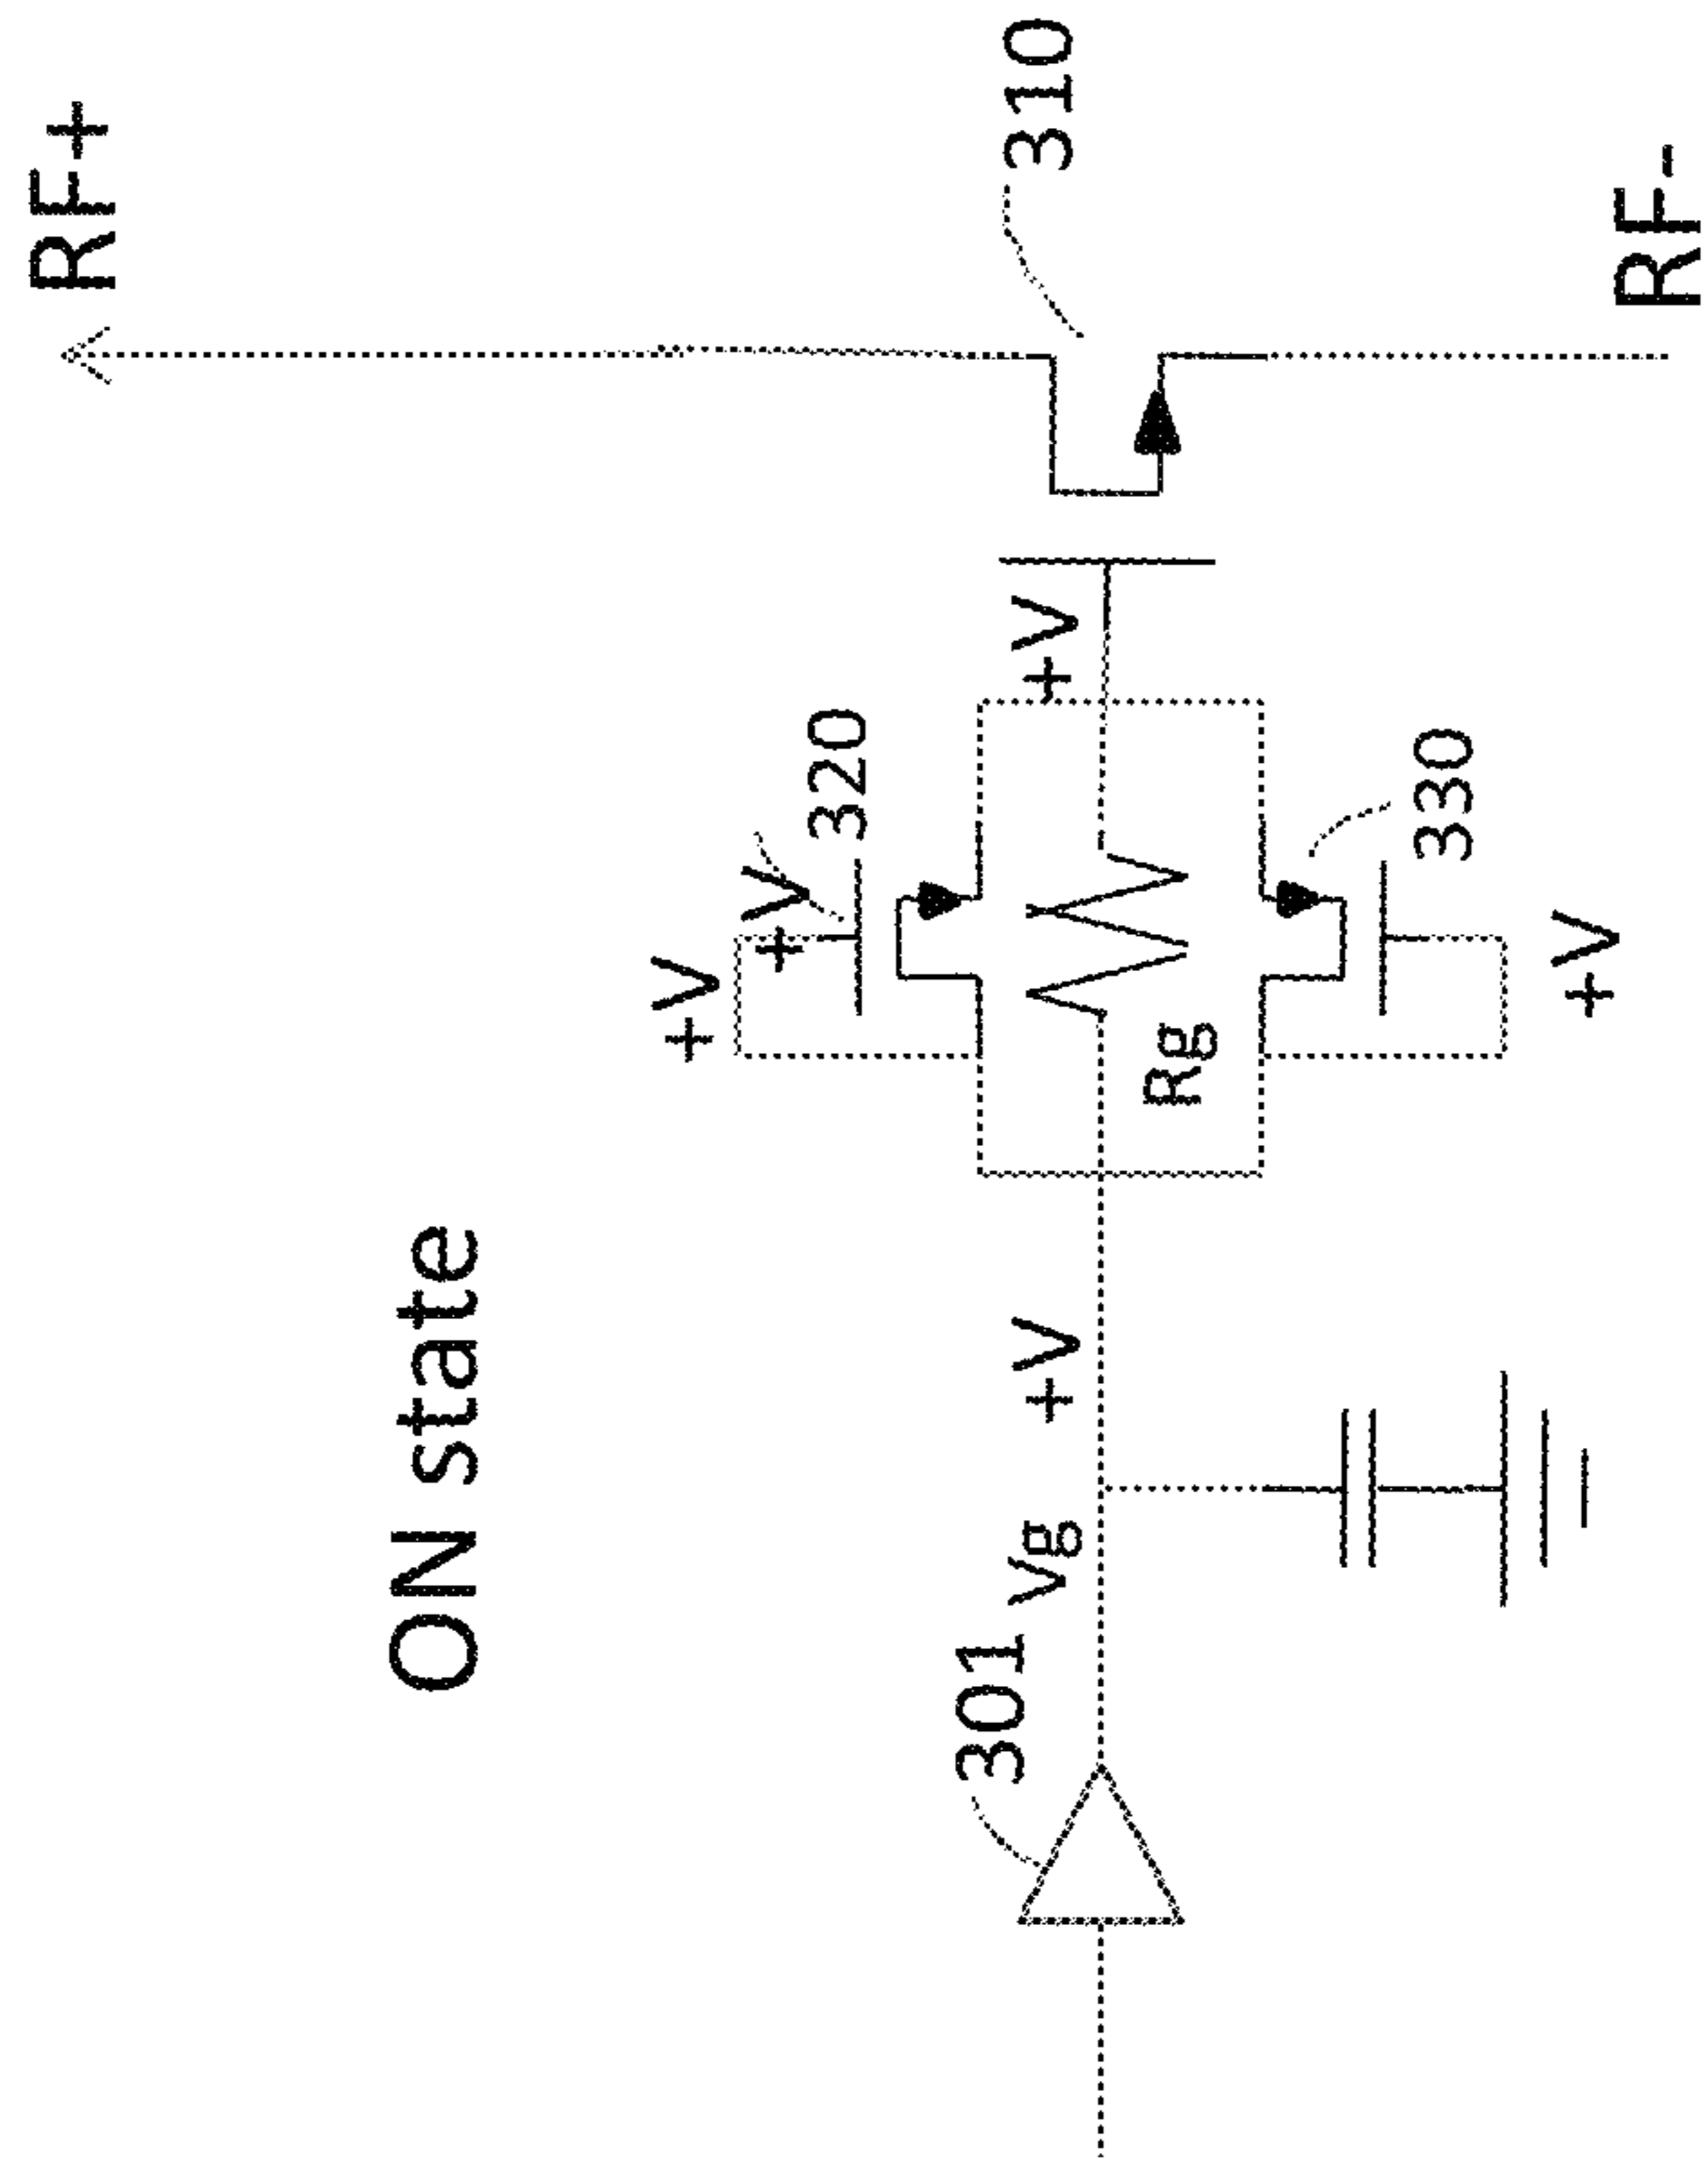 ON state
RF+
+V
+V
320
301
Vg
+V
+V
310
Rg
330
+V
RF-